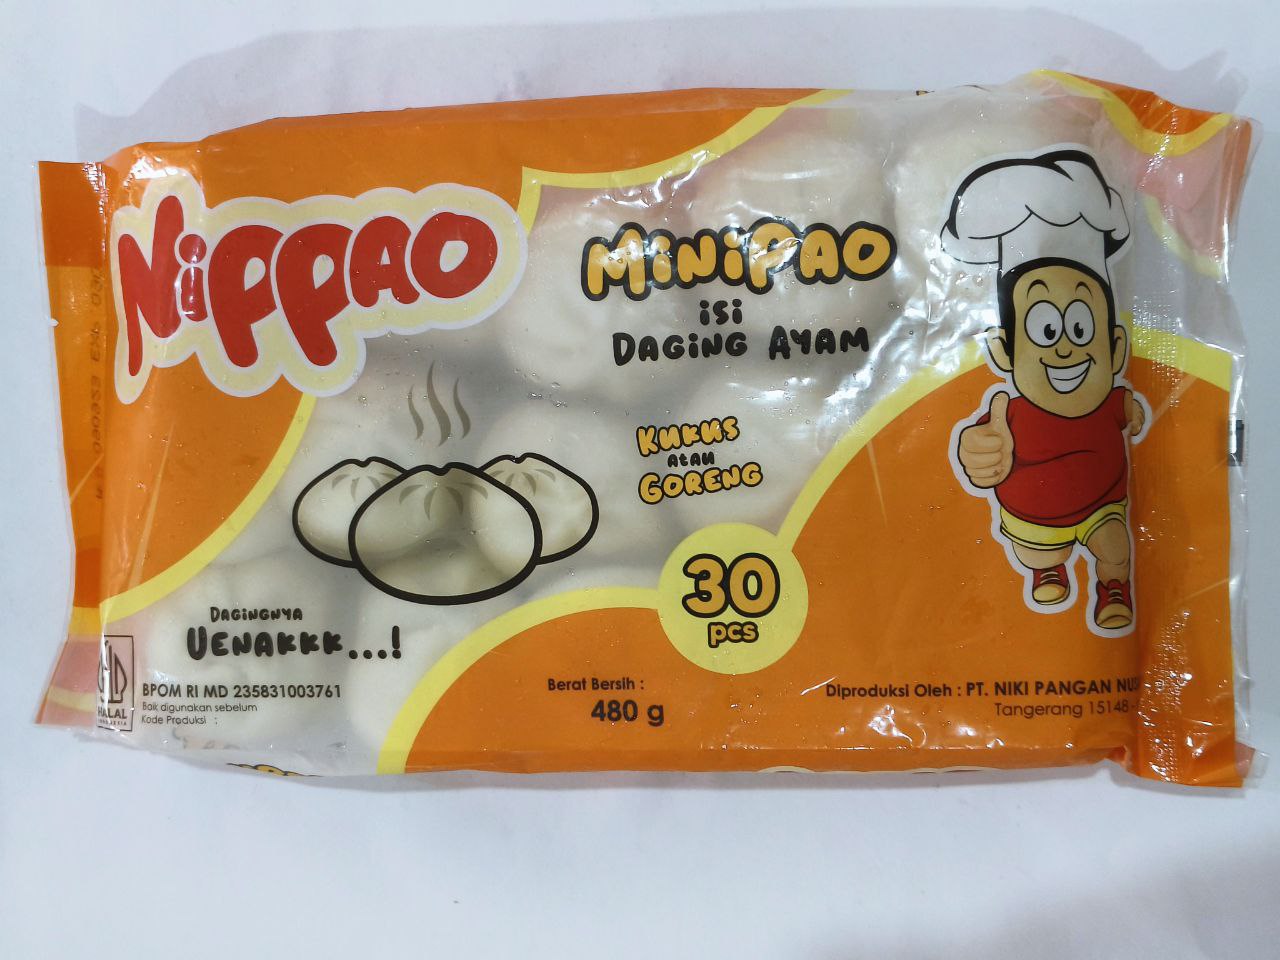 NiPPAO
MiNiPAO
iSi
DAGiNG AYAM
KUKUS
AtAU
GORENG
30
pcs
DAGiNGNYA
UENAKKK...!
HALAL
INDONESIA
BPOM RI MD 235831003761
Baik digunakan sebelum
Kode Produksi :
Berat Bersih :
480 g
Diproduksi Oleh : PT. NIKI PANGAN
Tangerang 15148 -